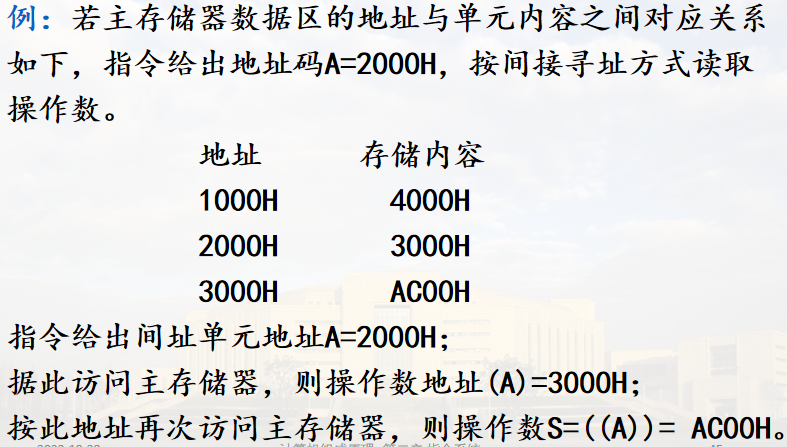 例：若主存储器数据区的地址与单元内容之间对应关系
如下，指令给出地址码A=2000H，按间接寻址方式读取
操作数。
地址 存储内容
1000H 4000H
2000H 3000H
3000H AC00H
指令给出间址单元地址A=2000H；
据此访问主存储器，则操作数地址(A)=3000H；
按此地址再次访问主存储器，则操作数S=((A))= AC00H。